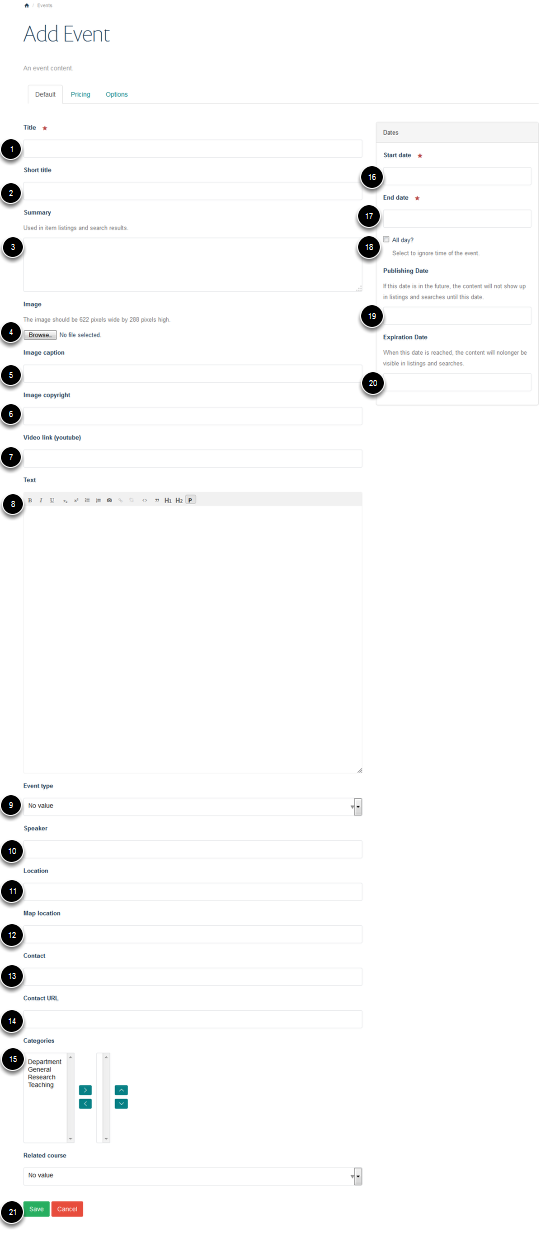 / Events
Add Event
An event content.
Default Pricing Options
Title ★
1
Short title
2
Summary
Used in item listings and search results.
3
Image
The image should be 622 pixels wide by 288 pixels high.
4 Browse... No file selected.
Image caption
5
Image copyright
6
Video link (youtube)
7
Text
8 B I U H1 H2 P
Event type
9 No value
Speaker
10
Location
11
Map location
12
Contact
13
Contact URL
14
Categories
15
Department
General
Research
Teaching
Related course
No value
21 Save Cancel
Dates
Start date ★
16
End date ★
17
18 All day?
Select to ignore time of the event
Publishing Date
If this date is in the future, the content will not show up
in listings and searches until this date.
19
Expiration Date
When this date is reached, the content will nolonger be
visible in listings and searches.
20